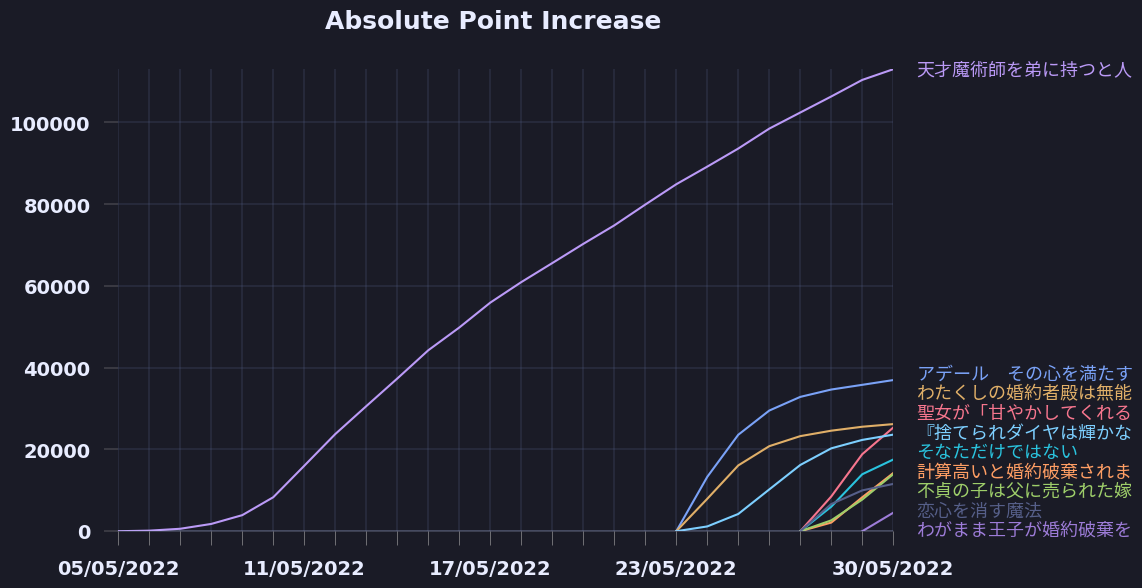 Absolute Point Increase
天才魔術師を弟に持つと人
100000
80000
60000
40000
アデール　その心を満たす
わたくしの婚約者殿は無能
聖女が「甘やかしてくれる
『捨てられダイヤは輝かな
20000
そなただけではない
計算高いと婚約破棄されま
不貞の子は父に売られた嫁
恋心を消す魔法
わがまま王子が婚約破棄を
0
05/05/2022
11/05/2022
17/05/2022
23/05/2022
30/05/2022